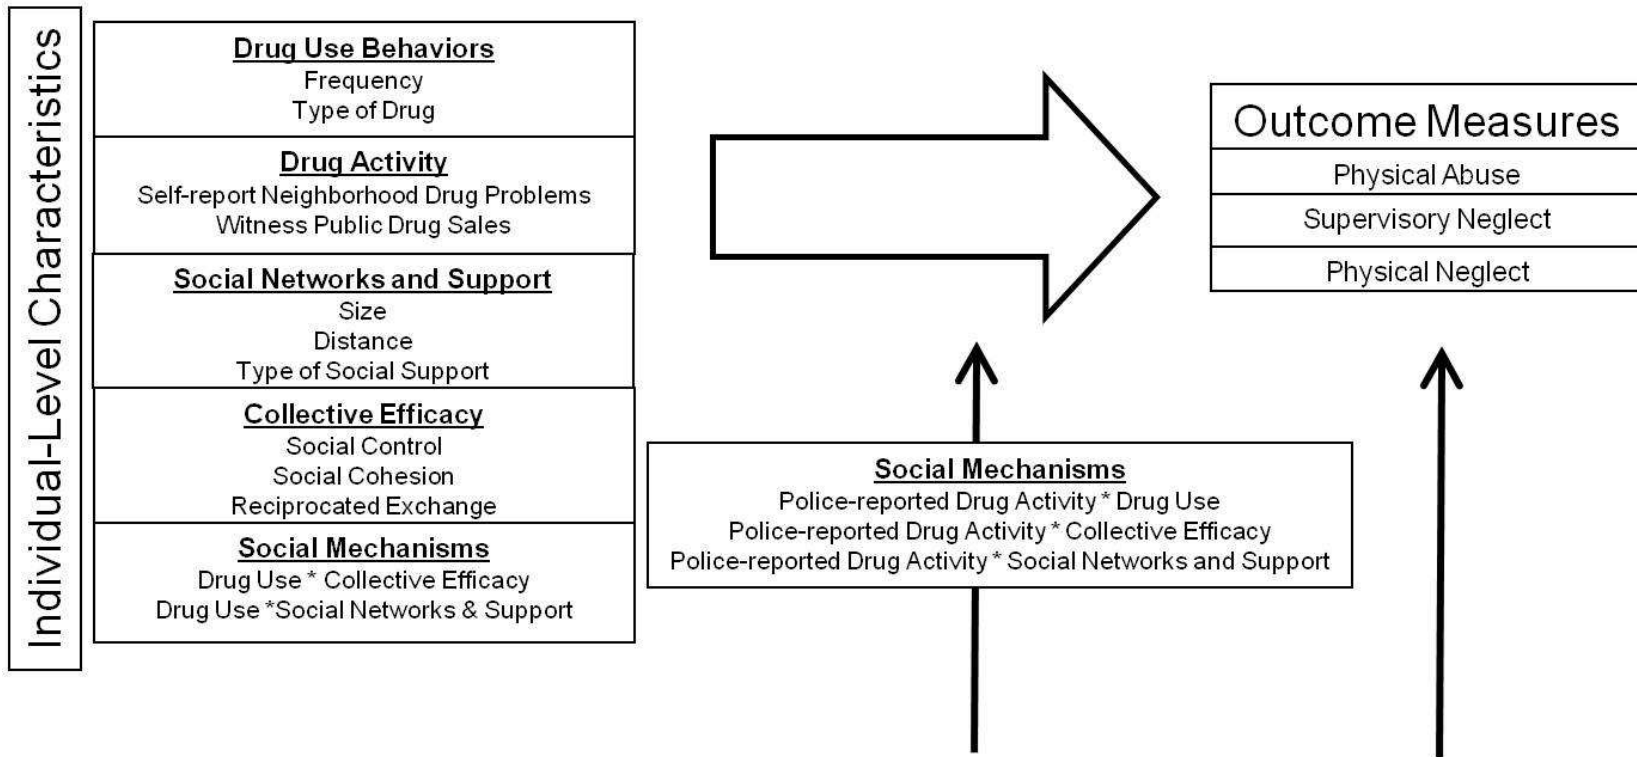 Individual-Level Characteristics
Drug Use Behaviors
Frequency
Type of Drug
Drug Activity
Self-report Neighborhood Drug Problems
Witness Public Drug Sales
Social Networks and Support
Size
Distance
Type of Social Support
Collective Efficacy
Social Control
Social Cohesion
Reciprocated Exchange
Social Mechanisms
Drug Use * Collective Efficacy
Drug Use *Social Networks & Support
Social Mechanisms
Police-reported Drug Activity * Drug Use
Police-reported Drug Activity * Collective Efficacy
Police-reported Drug Activity * Social Networks and Support
Outcome Measures
Physical Abuse
Supervisory Neglect
Physical Neglect